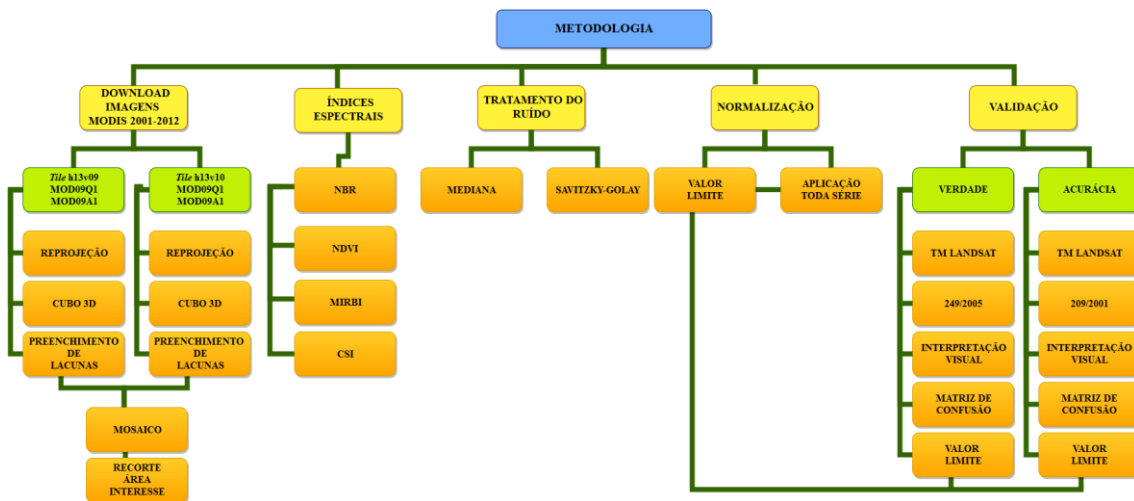 METODOLOGIA
DOWNLOAD
IMAGENS
MODIS 2001-2012
ÍNDICES
ESPECTRAIS
TRATAMENTO DO
RUÍDO
NORMALIZAÇÃO
VALIDAÇÃO
Tile h13v09
MOD09Q1
MOD09A1
Tile h13v10
MOD09Q1
MOD09A1
REPROJEÇÃO
REPROJEÇÃO
CUBO 3D
CUBO 3D
PREENCHIMENTO
DE
LACUNAS
PREENCHIMENTO
DE
LACUNAS
MOSAICO
RECORTE
ÁREA
INTERESSE
NBR
NDVI
MIRBI
CSI
MEDIANA
SAVITZKY-GOLAY
VALOR
LIMITE
APLICAÇÃO
TODA SÉRIE
VERDADE
TM LANDSAT
249/2005
INTERPRETAÇÃO
VISUAL
MATRIZ DE
CONFUSÃO
VALOR
LIMITE
ACURÁCIA
TM LANDSAT
209/2001
INTERPRETAÇÃO
VISUAL
MATRIZ DE
CONFUSÃO
VALOR
LIMITE